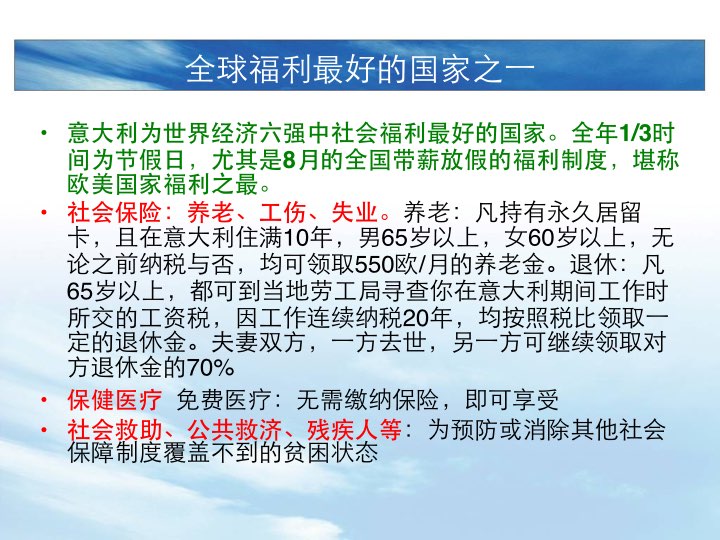 全球福利最好的国家之一
• 意大利为世界经济六强中社会福利最好的国家。全年1/3时
间为节假日，尤其是8月的全国带薪放假的福利制度，堪称
欧美国家福利之最。
• 社会保险：养老、工伤、失业。养老：凡持有永久居留
卡，且在意大利住满10年，男65岁以上，女60岁以上，无
论之前纳税与否，均可领取550欧/月的养老金。退休：凡
65岁以上，都可到当地劳工局寻查你在意大利期间工作时
所交的工资税，因工作连续纳税20年，均按照税比领取一
定的退休金。夫妻双方，一方去世，另一方可继续领取对
方退休金的70%
• 保健医疗 免费医疗：无需缴纳保险，即可享受
• 社会救助、公共救济、残疾人等：为预防或消除其他社会
保障制度覆盖不到的贫困状态